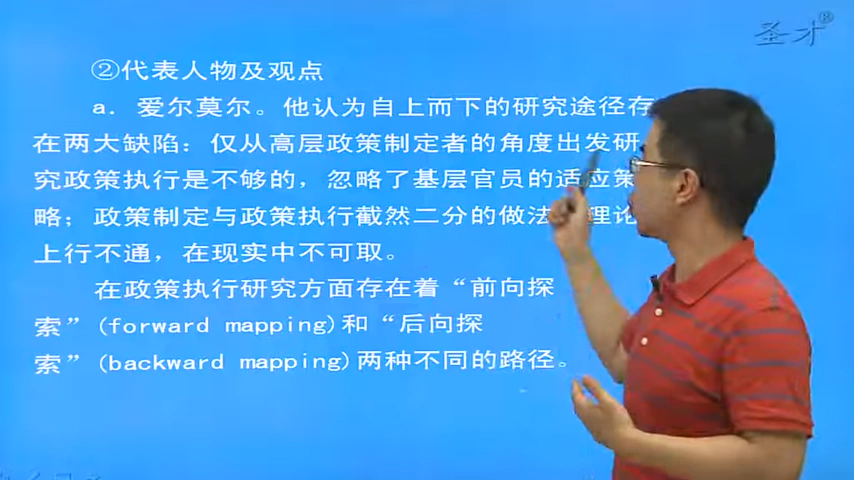 圣才®
②代表人物及观点
a. 爱尔莫尔。他认为自上而下的研究途径存
在两大缺陷：仅从高层政策制定者的角度出发研
究政策执行是不够的，忽略了基层官员的适应策
略；政策制定与政策执行截然二分的做法 理论
上行不通，在现实中不可取。
在政策执行研究方面存在着“前向探
索”(forward mapping)和“后向探
索”(backward mapping)两种不同的路径。